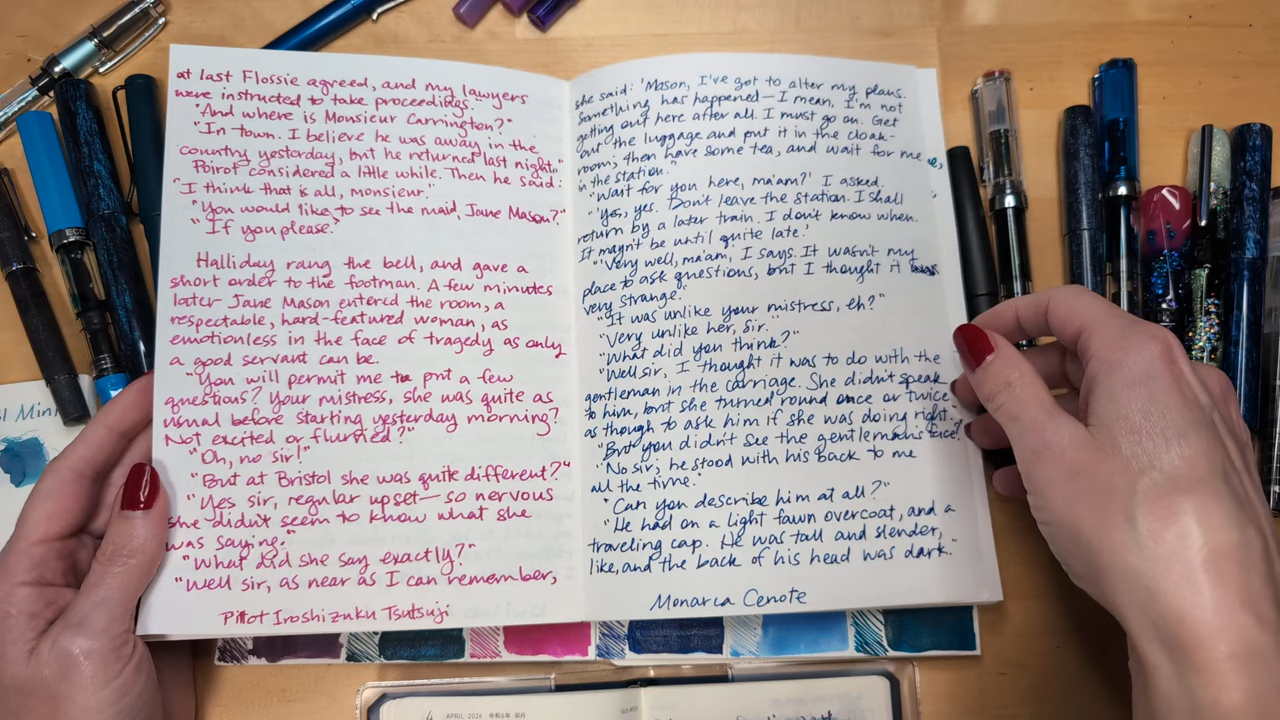 at last Flossie agreed, and my lawyers
were instructed to take proceedings."
"And where is Monsieur Carrington?"
"In town. I believe he was away in the
country yesterday, but he returned last night."
Poirot considered a little while. Then he said:
"I think that is all, monsieur."
"You would like to see the maid, Jane Mason?"
"If you please."
Halliday rang the bell, and gave a
short order to the footman. A few minutes
later Jane Mason entered the room, a
respectable, hard-featured woman, as
emotionless in the face of tragedy as only
a good servant can be.
"You will permit me to put a few
questions? Your mistress, she was quite as
usual before starting yesterday morning?
Not excited or flurried?"
"Oh, no sir!"
"But at Bristol she was quite different?"
"Yes sir, regular upset—so nervous
she didn't seem to know what she
was saying."
"What did she say exactly?"
"Well sir, as near as I can remember,
Pilot Iroshizuku Tsutsuji
she said: 'Mason, I've got to alter my plans.
Something has happened—I mean, I'm not
getting out here after all. I must go on. Get
out the luggage and put it in the cloak-
room; then have some tea, and wait for me
in the station.
"'Wait for you here, ma'am?' I asked.
"'Yes, yes. Don't leave the station. I shall
return by a later train. I don't know when.
It mayn't be until quite late.'
"'Very well, ma'am, I says. It wasn't my
place to ask questions, but I thought it was
very strange."
"It was unlike your mistress, eh?"
"Very unlike her, sir."
"What did you think?"
"Well sir, I thought it was to do with the
gentleman in the carriage. She didn't speak
to him, but she turned round once or twice
as though to ask him if she was doing right."
"But you didn't see the gentleman's face?"
"No sir; he stood with his back to me
all the time."
"Can you describe him at all?"
"He had on a light fawn overcoat, and a
traveling cap. He was tall and slender,
like, and the back of his head was dark."
Monarca Cenote
ECO
4 APRIL 2024 令和6年 卯月